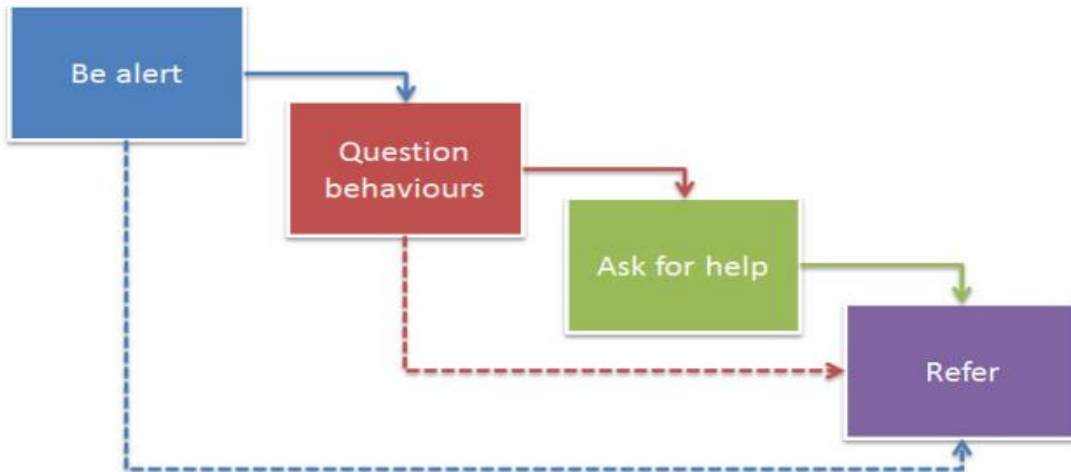 Be alert
Question
behaviours
Ask for help
Refer